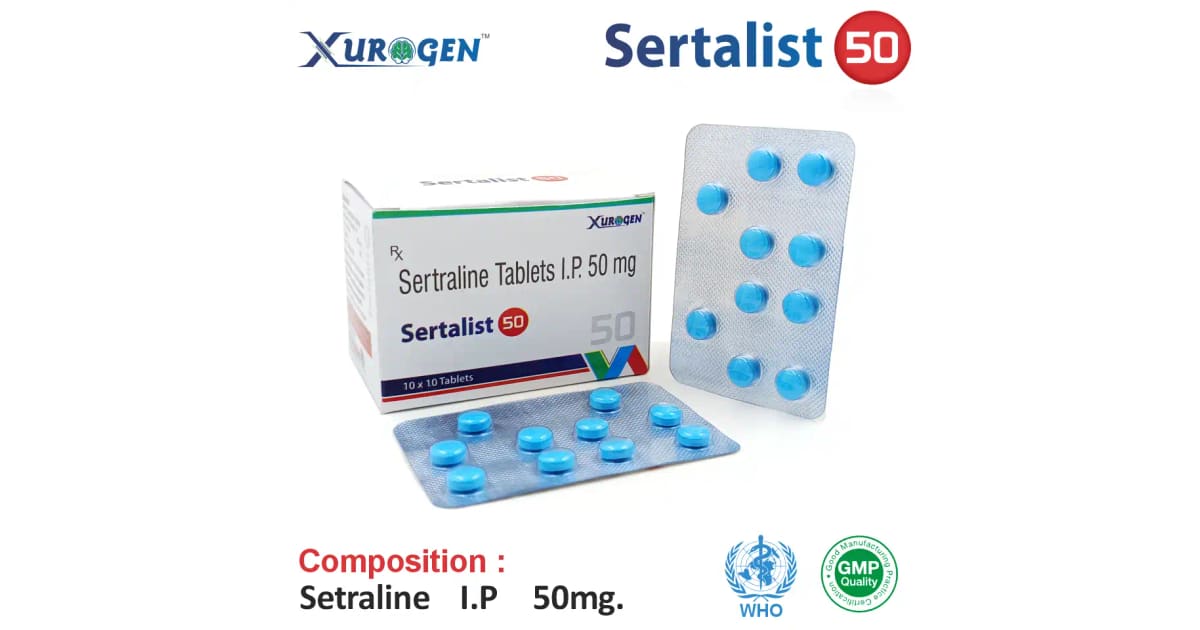 XUROGEN™
Sertalist 50
Sertalist 50
XUROGEN
Rx
Sertraline Tablets I.P. 50 mg
Sertalist 50
50
10 x 10 Tablets
Composition :
Setraline I.P 50mg.
WHO
Good Manufacturing Practice Certification
GMP
Quality